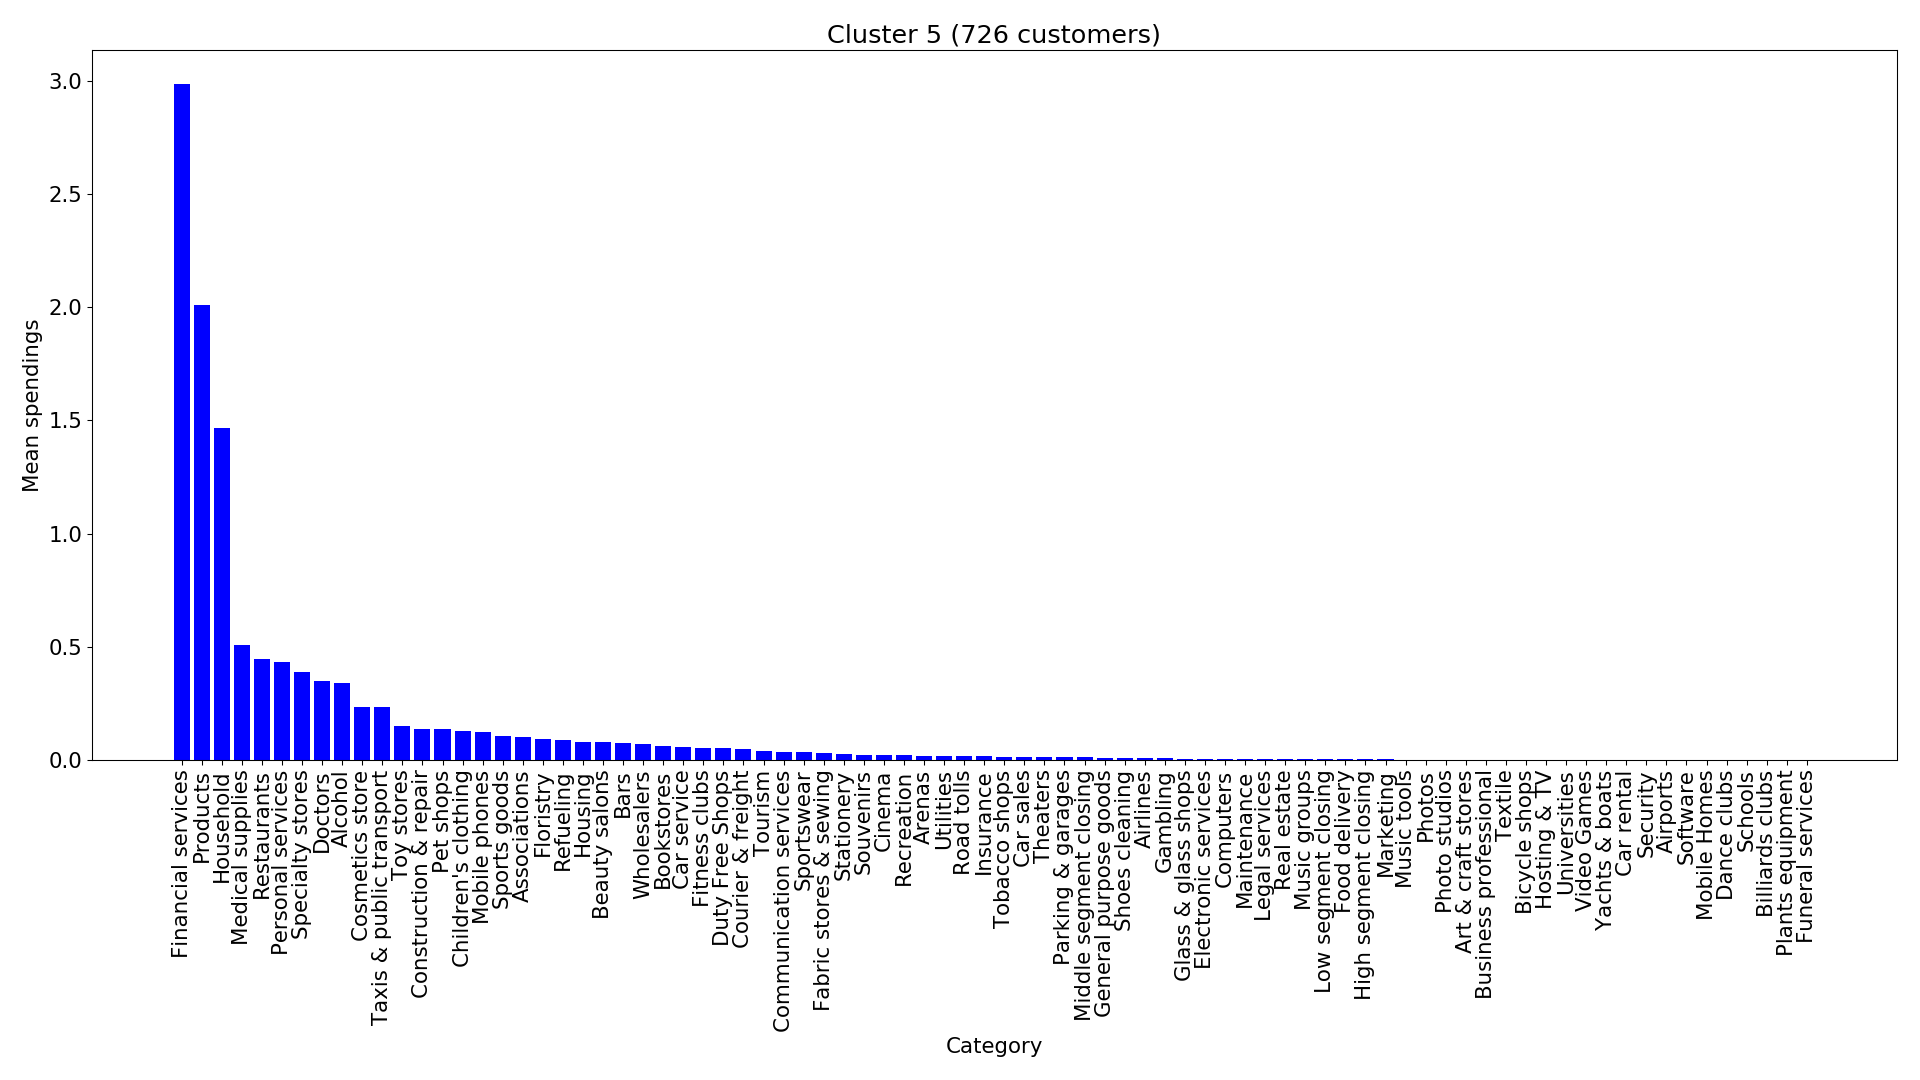 Cluster 5 (726 customers)
Mean spendings
3.0
2.5
2.0
1.5
1.0
0.5
0.0
Financial services
Products
Household
Medical supplies
Restaurants
Personal services
Specialty stores
Doctors
Alcohol
Cosmetics store
Taxis & public transport
Toy stores
Construction & repair
Pet shops
Children's clothing
Mobile phones
Sports goods
Associations
Floristry
Refueling
Housing
Beauty salons
Bars
Wholesalers
Bookstores
Car service
Fitness clubs
Duty Free Shops
Courier & freight
Tourism
Communication services
Sportswear
Fabric stores & sewing
Stationery
Souvenirs
Cinema
Recreation
Arenas
Utilities
Road tolls
Insurance
Tobacco shops
Car sales
Theaters
Parking & garages
Middle segment closing
General purpose goods
Shoes cleaning
Airlines
Gambling
Glass & glass shops
Electronic services
Computers
Maintenance
Legal services
Real estate
Music groups
Low segment closing
Food delivery
High segment closing
Marketing
Music tools
Photos
Photo studios
Art & craft stores
Business professional
Textile
Bicycle shops
Hosting & TV
Universities
Video Games
Yachts & boats
Car rental
Security
Airports
Software
Mobile Homes
Dance clubs
Schools
Billiards clubs
Plants equipment
Funeral services
Category